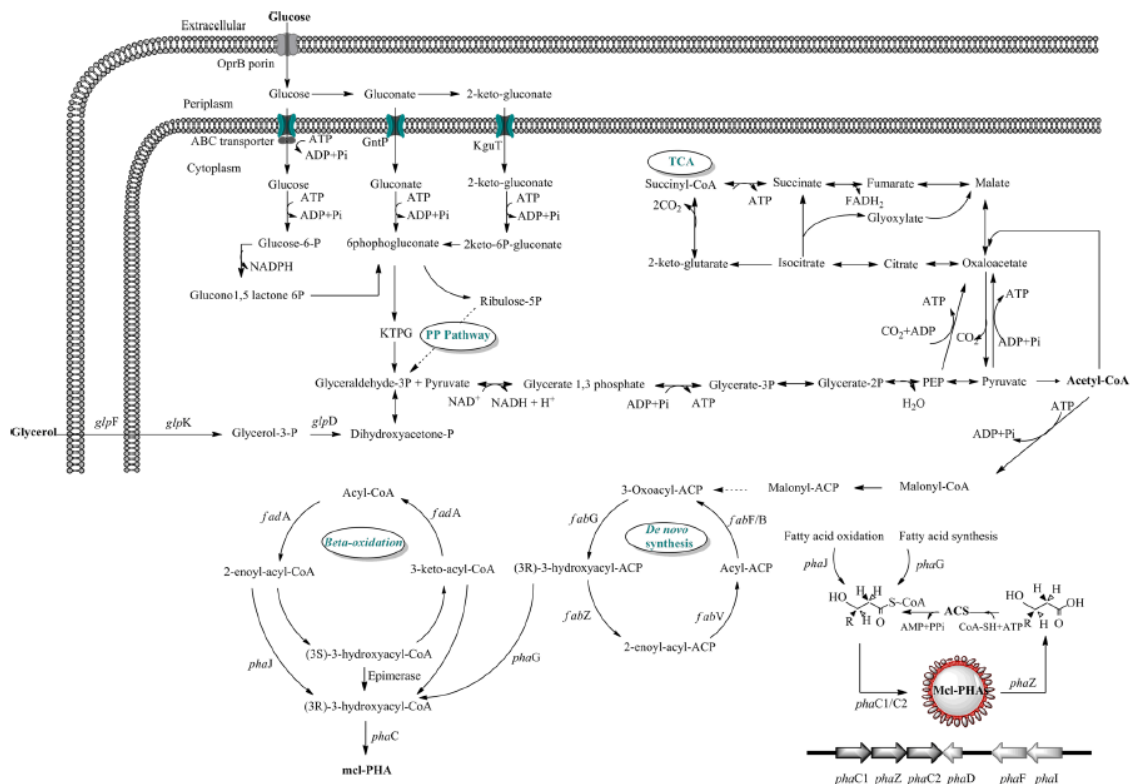 Glucose
Extracellular
OprB porin
Glucose
Gluconate
2-keto-gluconate
Periplasm
ABC transporter
ATP
ADP+Pi
GntP
KguT
Cytoplasm
Glucose
Gluconate
2-keto-gluconate
ATP
ADP+Pi
ATP
ADP+Pi
ATP
ADP+Pi
Glucose-6-P
6phophogluconate
2keto-6P-gluconate
NADPH
Glucono1,5 lactone 6P
Ribulose-5P
KTPG
PP Pathway
TCA
Succinyl-CoA
ATP
Succinate
FADH2
Fumarate
Malate
2CO2
Glyoxylate
2-keto-glutarate
Isocitrate
Citrate
Oxaloacetate
ATP
CO2+ADP
CO2
ATP
ADP+Pi
Glyceraldehyde-3P + Pyruvate
NAD+
NADH + H+
Glycerate 1,3 phosphate
ADP+Pi
ATP
Glycerate-3P
Glycerate-2P
H2O
PEP
Pyruvate
Acetyl-CoA
ATP
ADP+Pi
Glycerol
glpF
glpK
Glycerol-3-P
glpD
Dihydroxyacetone-P
Acyl-CoA
fadA
fadA
Beta-oxidation
2-enoyl-acyl-CoA
3-keto-acyl-CoA
(3S)-3-hydroxyacyl-CoA
phaJ
Epimerase
(3R)-3-hydroxyacyl-CoA
phaC
mcl-PHA
3-Oxoacyl-ACP
Malonyl-ACP
Malonyl-CoA
fabG
fabF/B
De novo
synthesis
(3R)-3-hydroxyacyl-ACP
Acyl-ACP
fabZ
fabV
2-enoyl-acyl-ACP
phaG
Fatty acid oxidation
Fatty acid synthesis
phaJ
phaG
HO
H
H
S-CoA
R
H
O
ACS
AMP+PPi
CoA-SH+ATP
HO
H
H
OH
R
H
O
Mcl-PHAs
phaC1/C2
phaZ
phaC1
phaZ
phaC2
phaD
phaF
phaI